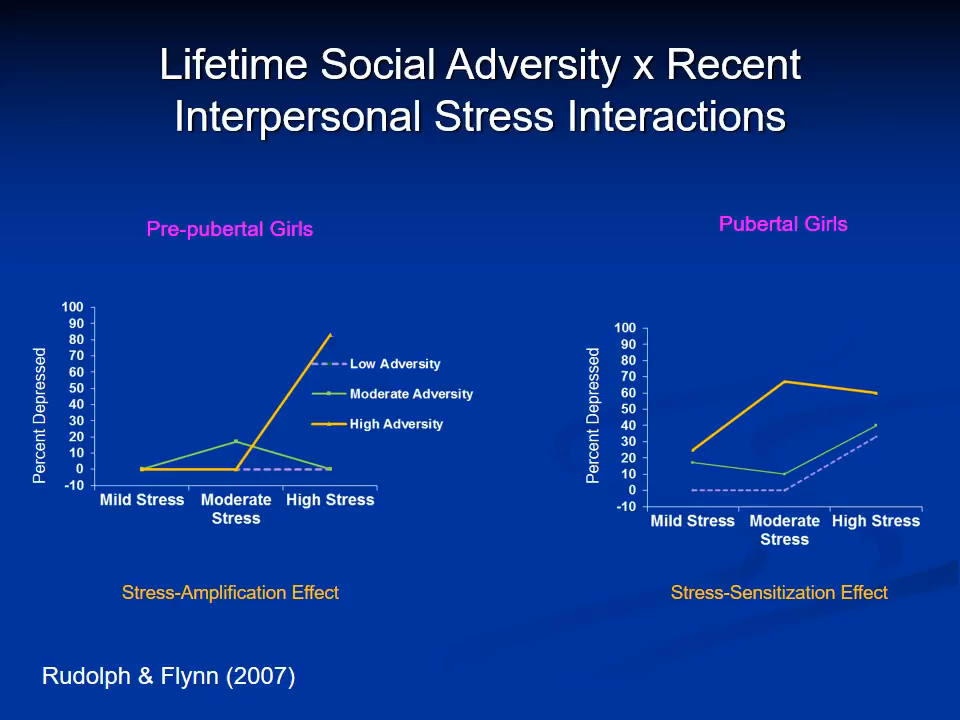 Lifetime Social Adversity x Recent
Interpersonal Stress Interactions
Pre-pubertal Girls
Pubertal Girls
Percent Depressed
100
90
80
70
60
50
40
30
20
10
0
-10
Mild Stress
Moderate
Stress
High Stress
Low Adversity
Moderate Adversity
High Adversity
Percent Depressed
100
90
80
70
60
50
40
30
20
10
0
-10
Mild Stress
Moderate
Stress
High Stress
Stress-Amplification Effect
Stress-Sensitization Effect
Rudolph & Flynn (2007)